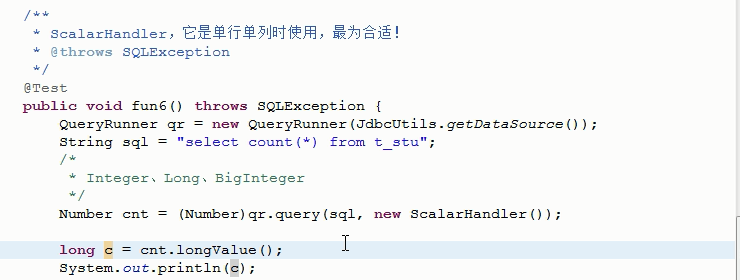 /**
 * ScalarHandler，它是单行单列时使用，最为合适！
 * @throws SQLException
 */
@Test
public void fun6() throws SQLException {
    QueryRunner qr = new QueryRunner(JdbcUtils.getDataSource());
    String sql = "select count(*) from t_stu";
    /*
     * Integer、Long、BigInteger
     */
    Number cnt = (Number)qr.query(sql, new ScalarHandler());
    long c = cnt.longValue();
    System.out.println(c);